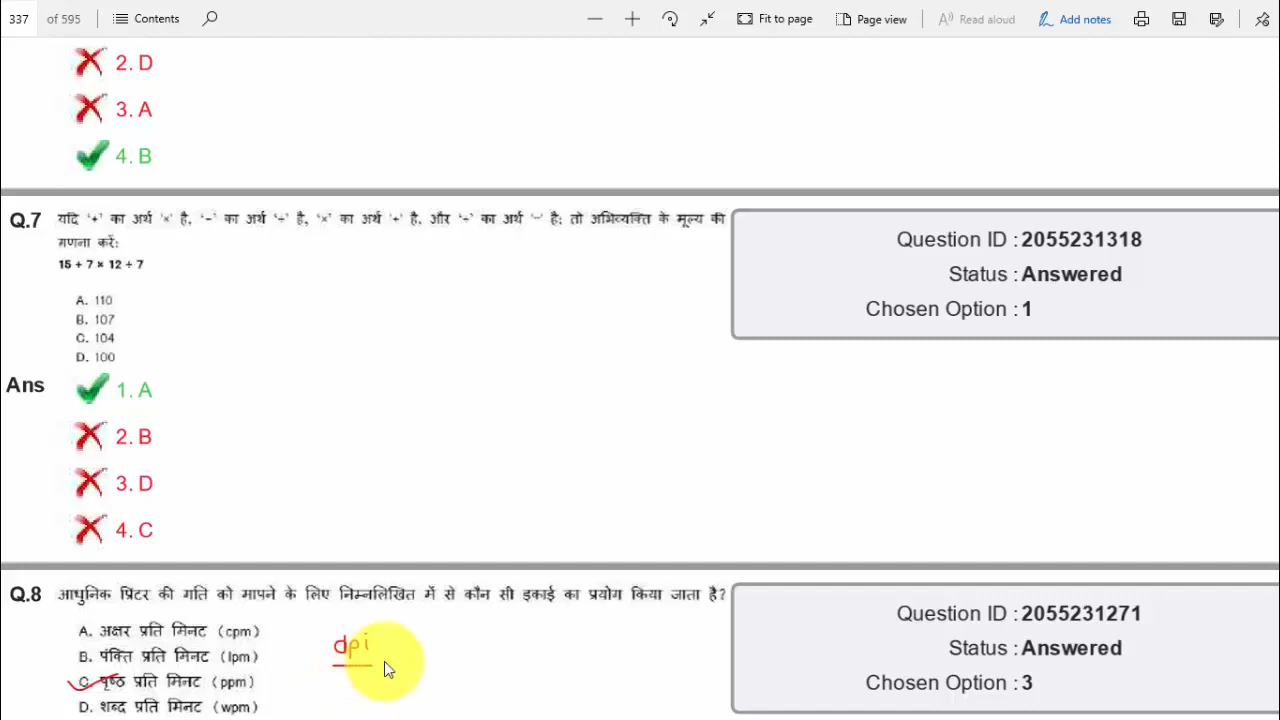 337 of 595 Contents Fit to page Page view Read aloud Add notes
2. D
3. A
4. B
Q.7 यदि '+' का अर्थ '×' है, '−' का अर्थ '÷' है, '×' का अर्थ '+' है, और '÷' का अर्थ '−' है; तो अभिव्यक्ति के मूल्य की
गणना करें:
15 + 7 × 12 ÷ 7
A. 110
B. 107
C. 104
D. 100
Question ID : 2055231318
Status : Answered
Chosen Option : 1
Ans
1. A
2. B
3. D
4. C
Q.8 आधुनिक प्रिंटर की गति को मापने के लिए निम्नलिखित में से कौन सी इकाई का प्रयोग किया जाता है?
A. अक्षर प्रति मिनट (cpm)
B. पंक्ति प्रति मिनट (lpm)
C. पृष्ठ प्रति मिनट (ppm)
D. शब्द प्रति मिनट (wpm)
dpi
Question ID : 2055231271
Status : Answered
Chosen Option : 3